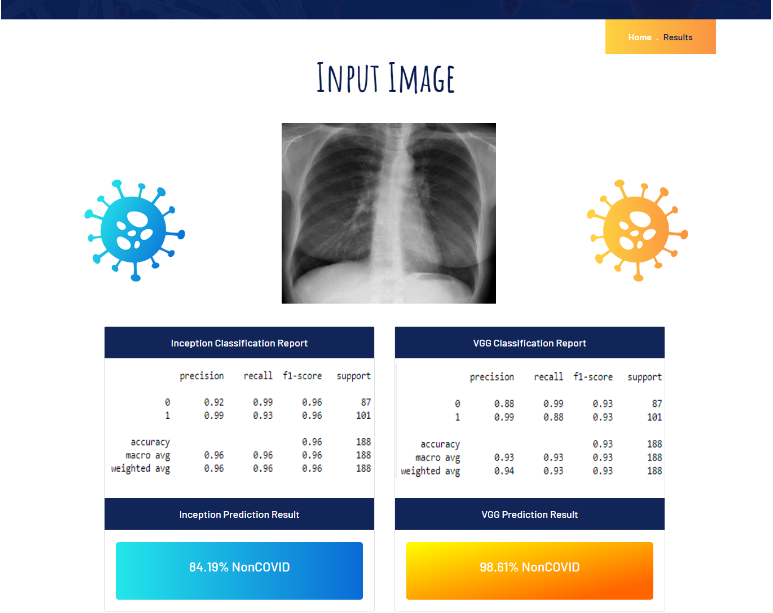 Home . Results
Input Image
Inception Classification Report
precision recall f1-score support
0 0.92 0.99 0.96 87
1 0.99 0.93 0.96 101
accuracy 0.96 188
macro avg 0.96 0.96 0.96 188
weighted avg 0.96 0.96 0.96 188
Inception Prediction Result
84.19% NonCOVID
VGG Classification Report
precision recall f1-score support
0 0.88 0.99 0.93 87
1 0.99 0.88 0.93 101
accuracy 0.93 188
macro avg 0.93 0.93 0.93 188
weighted avg 0.94 0.93 0.93 188
VGG Prediction Result
98.61% NonCOVID